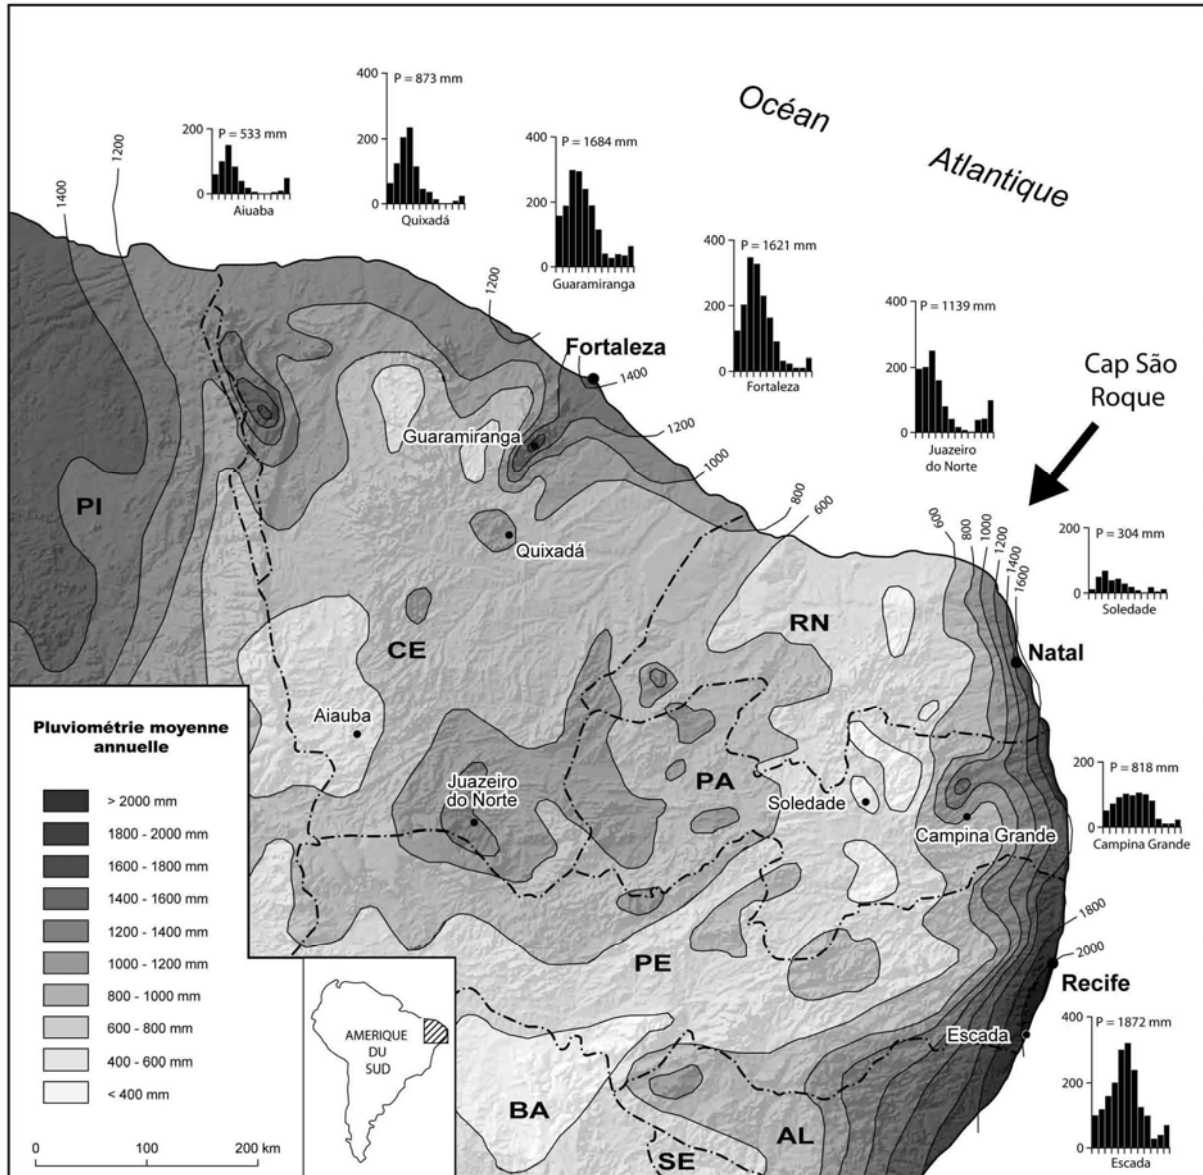 Océan
Atlantique
400
P = 873 mm
200
0
Quixadá
200
P = 533 mm
0
Aiuaba
400
P = 1684 mm
200
0
Guaramiranga
400
P = 1621 mm
200
0
Fortaleza
400
P = 1139 mm
200
0
Juazeiro
do Norte
Cap São
Roque
200
P = 304 mm
0
Soledade
200
P = 818 mm
0
Campina Grande
400
P = 1872 mm
200
0
Escada
1400
1200
1200
Fortaleza
1400
1200
1000
800
600
600
800
1000
1200
1400
1600
Guaramiranga
PI
Quixadá
RN
CE
Natal
Aiauba
Juazeiro
do Norte
PA
Soledade
Campina Grande
1800
2000
PE
Recife
Escada
BA
AL
SE
Pluviométrie moyenne
annuelle
> 2000 mm
1800 - 2000 mm
1600 - 1800 mm
1400 - 1600 mm
1200 - 1400 mm
1000 - 1200 mm
800 - 1000 mm
600 - 800 mm
400 - 600 mm
< 400 mm
0 100 200 km
AMERIQUE
DU
SUD